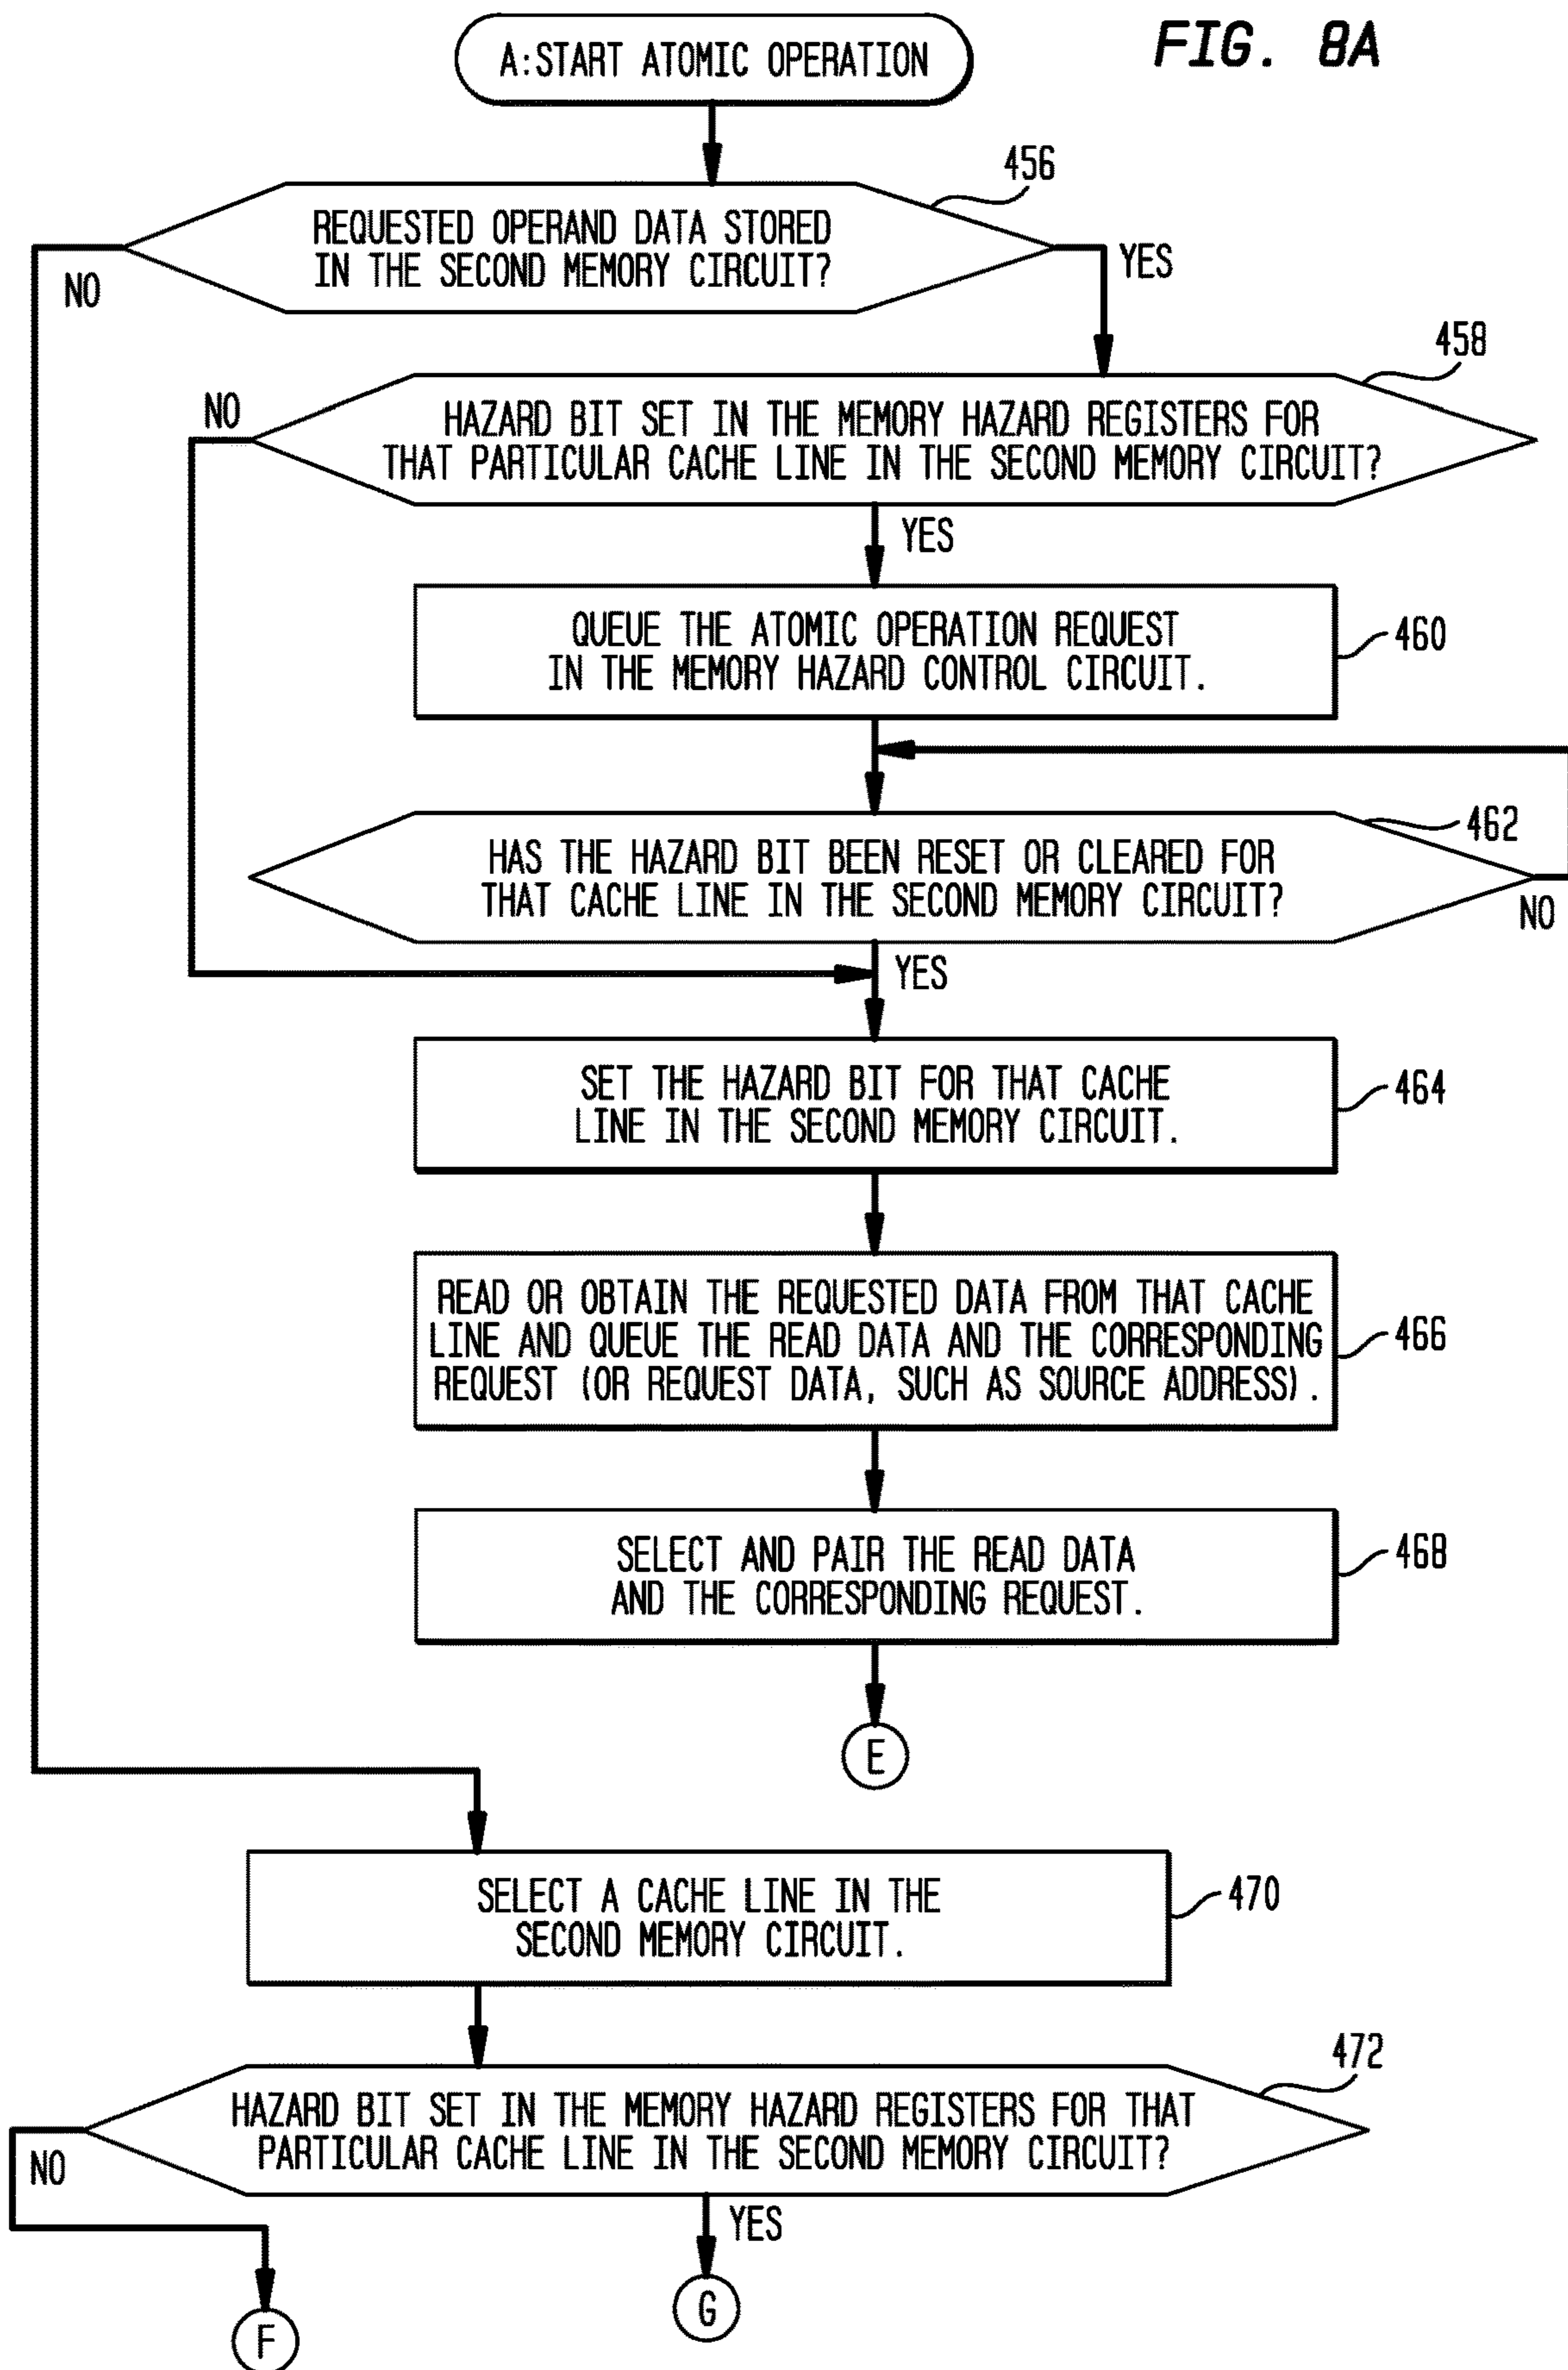 FIG. 8A
A:START ATOMIC OPERATION
456
REQUESTED OPERAND DATA STORED
IN THE SECOND MEMORY CIRCUIT?
NO
YES
458
NO
HAZARD BIT SET IN THE MEMORY HAZARD REGISTERS FOR
THAT PARTICULAR CACHE LINE IN THE SECOND MEMORY CIRCUIT?
YES
QUEUE THE ATOMIC OPERATION REQUEST
IN THE MEMORY HAZARD CONTROL CIRCUIT.
460
462
HAS THE HAZARD BIT BEEN RESET OR CLEARED FOR
THAT CACHE LINE IN THE SECOND MEMORY CIRCUIT?
NO
YES
SET THE HAZARD BIT FOR THAT CACHE
LINE IN THE SECOND MEMORY CIRCUIT.
464
READ OR OBTAIN THE REQUESTED DATA FROM THAT CACHE
LINE AND QUEUE THE READ DATA AND THE CORRESPONDING
REQUEST (OR REQUEST DATA, SUCH AS SOURCE ADDRESS).
466
SELECT AND PAIR THE READ DATA
AND THE CORRESPONDING REQUEST.
468
E
SELECT A CACHE LINE IN THE
SECOND MEMORY CIRCUIT.
470
472
HAZARD BIT SET IN THE MEMORY HAZARD REGISTERS FOR THAT
PARTICULAR CACHE LINE IN THE SECOND MEMORY CIRCUIT?
NO
YES
G
F